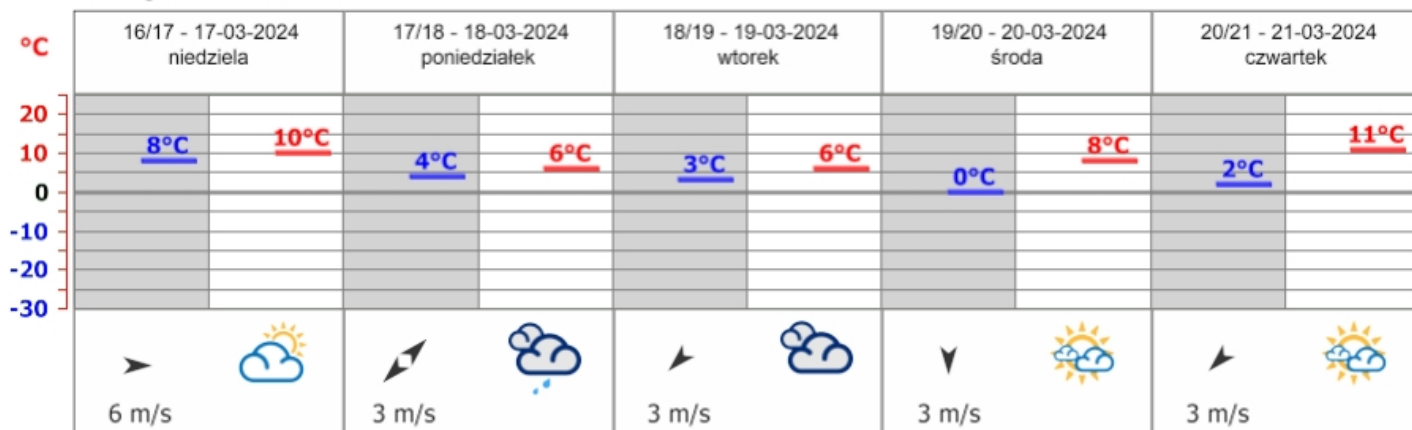 °C
16/17 - 17-03-2024
niedziela
17/18 - 18-03-2024
poniedziałek
18/19 - 19-03-2024
wtorek
19/20 - 20-03-2024
środa
20/21 - 21-03-2024
czwartek
20
10
0
-10
-20
-30
8°C 10°C
4°C 6°C
3°C 6°C
0°C 8°C
2°C 11°C
6 m/s 3 m/s 3 m/s 3 m/s 3 m/s